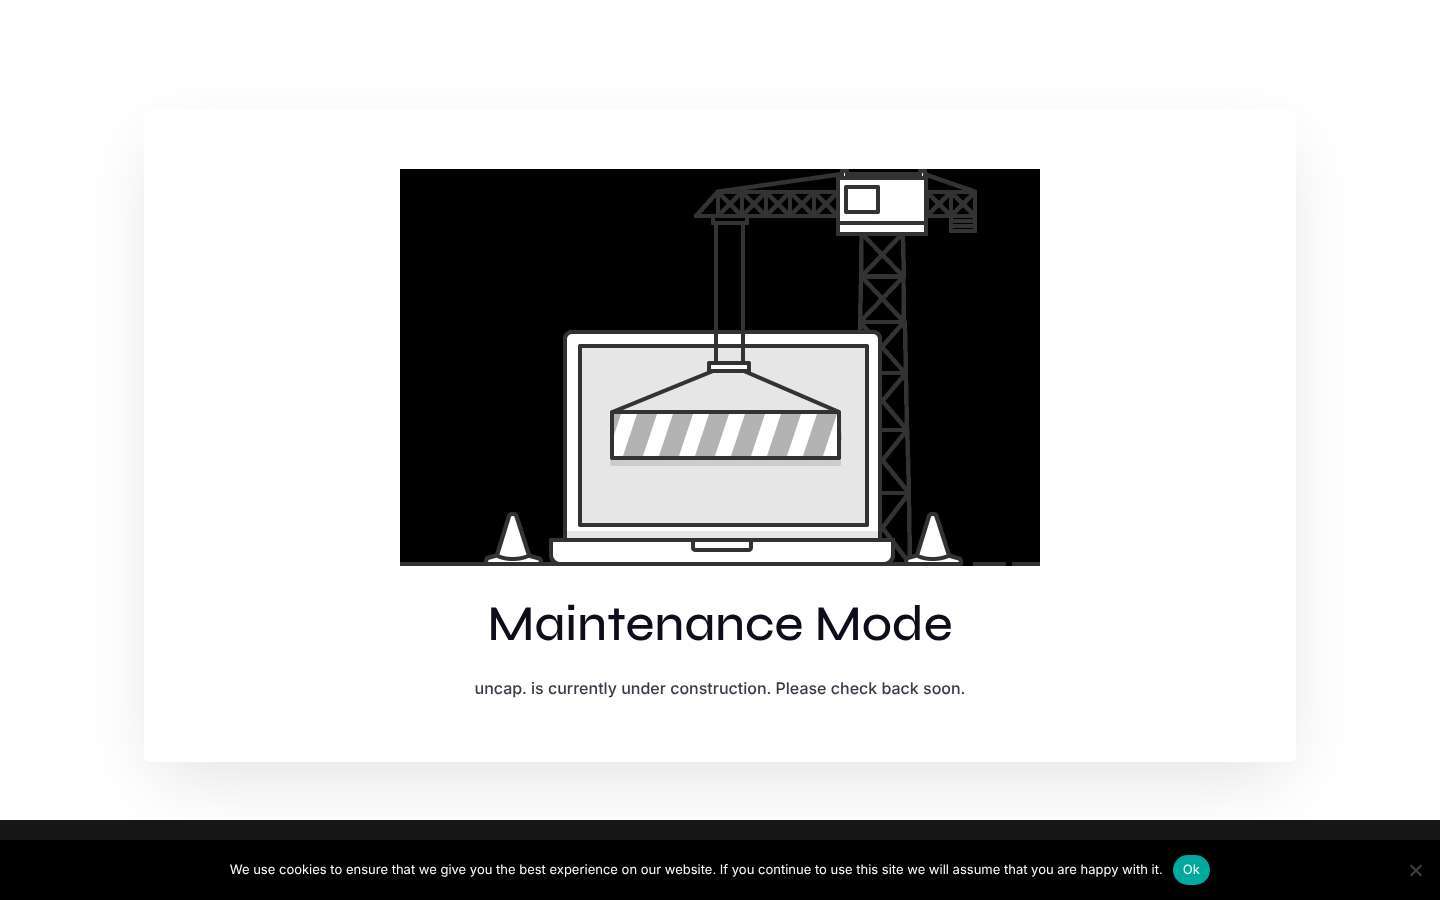 Maintenance Mode
uncap. is currently under construction. Please check back soon.
We use cookies to ensure that we give you the best experience on our website. If you continue to use this site we will assume that you are happy with it.
Ok